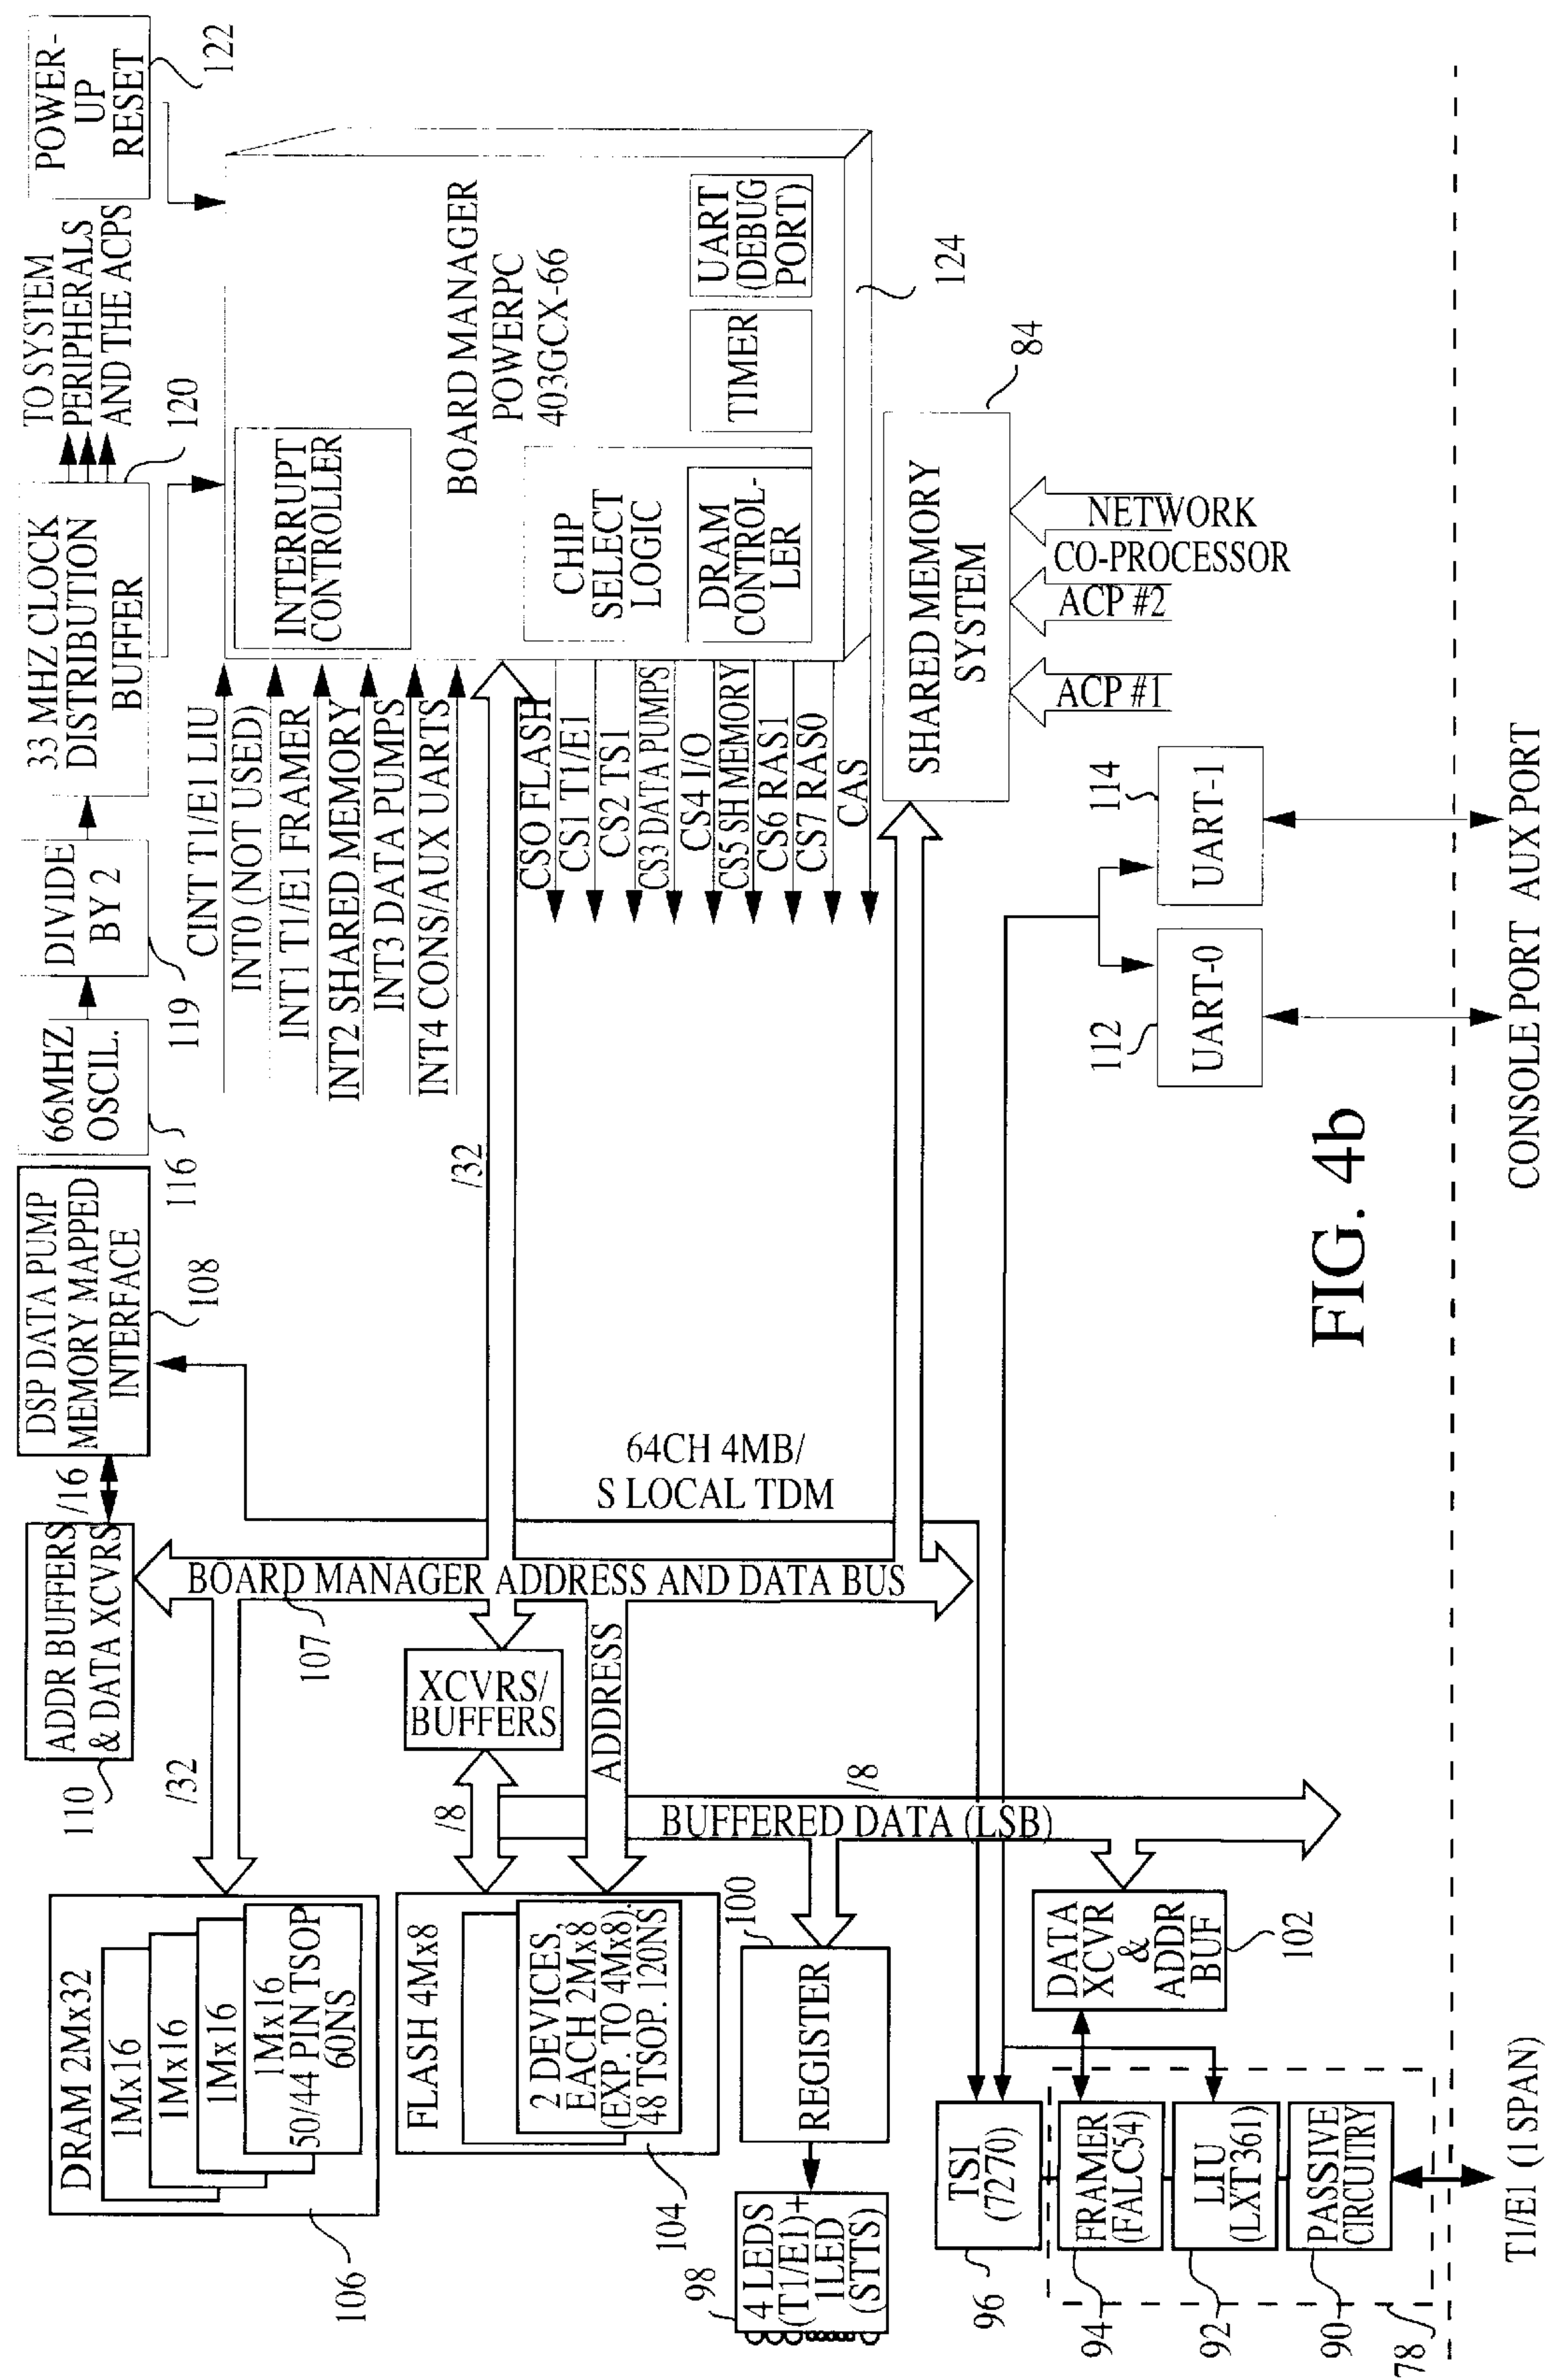 DRAM 2Mx32
1Mx16
1Mx16
1Mx16
1Mx16
50/44 PIN TSOP
60NS
106
/32
ADDR BUFFERS
& DATA XCVRS
110
/16
DSP DATA PUMP
MEMORY MAPPED
INTERFACE
108
66MHZ
OSCIL.
116
DIVIDE
BY 2
119
33 MHZ CLOCK
DISTRIBUTION
BUFFER
120
TO SYSTEM
PERIPHERALS
AND THE ACPS
POWER-
UP
RESET
122
FLASH 4Mx8
2 DEVICES,
EACH 2Mx8
(EXP. TO 4Mx8).
48 TSOP. 120NS
104
/8
XCVRS/
BUFFERS
ADDRESS
107
BOARD MANAGER ADDRESS AND DATA BUS
/32
64CH 4MB/
S LOCAL TDM
CINT T1/E1 LIU
INT0 (NOT USED)
INT1 T1/E1 FRAMER
INT2 SHARED MEMORY
INT3 DATA PUMPS
INT4 CONS/AUX UARTS
INTERRUPT
CONTROLLER
BOARD MANAGER
POWERPC
403GCX-66
CHIP
SELECT
LOGIC
DRAM
CONTROL-
LER
TIMER
UART
(DEBUG
PORT)
124
CSO FLASH
CS1 T1/E1
CS2 TS1
CS3 DATA PUMPS
CS4 I/O
CS5 SH MEMORY
CS6 RAS1
CS7 RAS0
CAS
SHARED MEMORY
SYSTEM
84
ACP #1
ACP #2
NETWORK
CO-PROCESSOR
BUFFERED DATA (LSB)
/8
4 LEDS
(T1/E1)+
1LED
(STTS)
98
REGISTER
100
DATA
XCVR
&
ADDR
BUF
102
TSI
(7270)
96
FRAMER
(FALC54)
94
LIU
(LXT361)
92
PASSIVE
CIRCUITRY
90
78
UART-0
112
UART-1
114
FIG. 4b
T1/E1 (1 SPAN)
CONSOLE PORT
AUX PORT